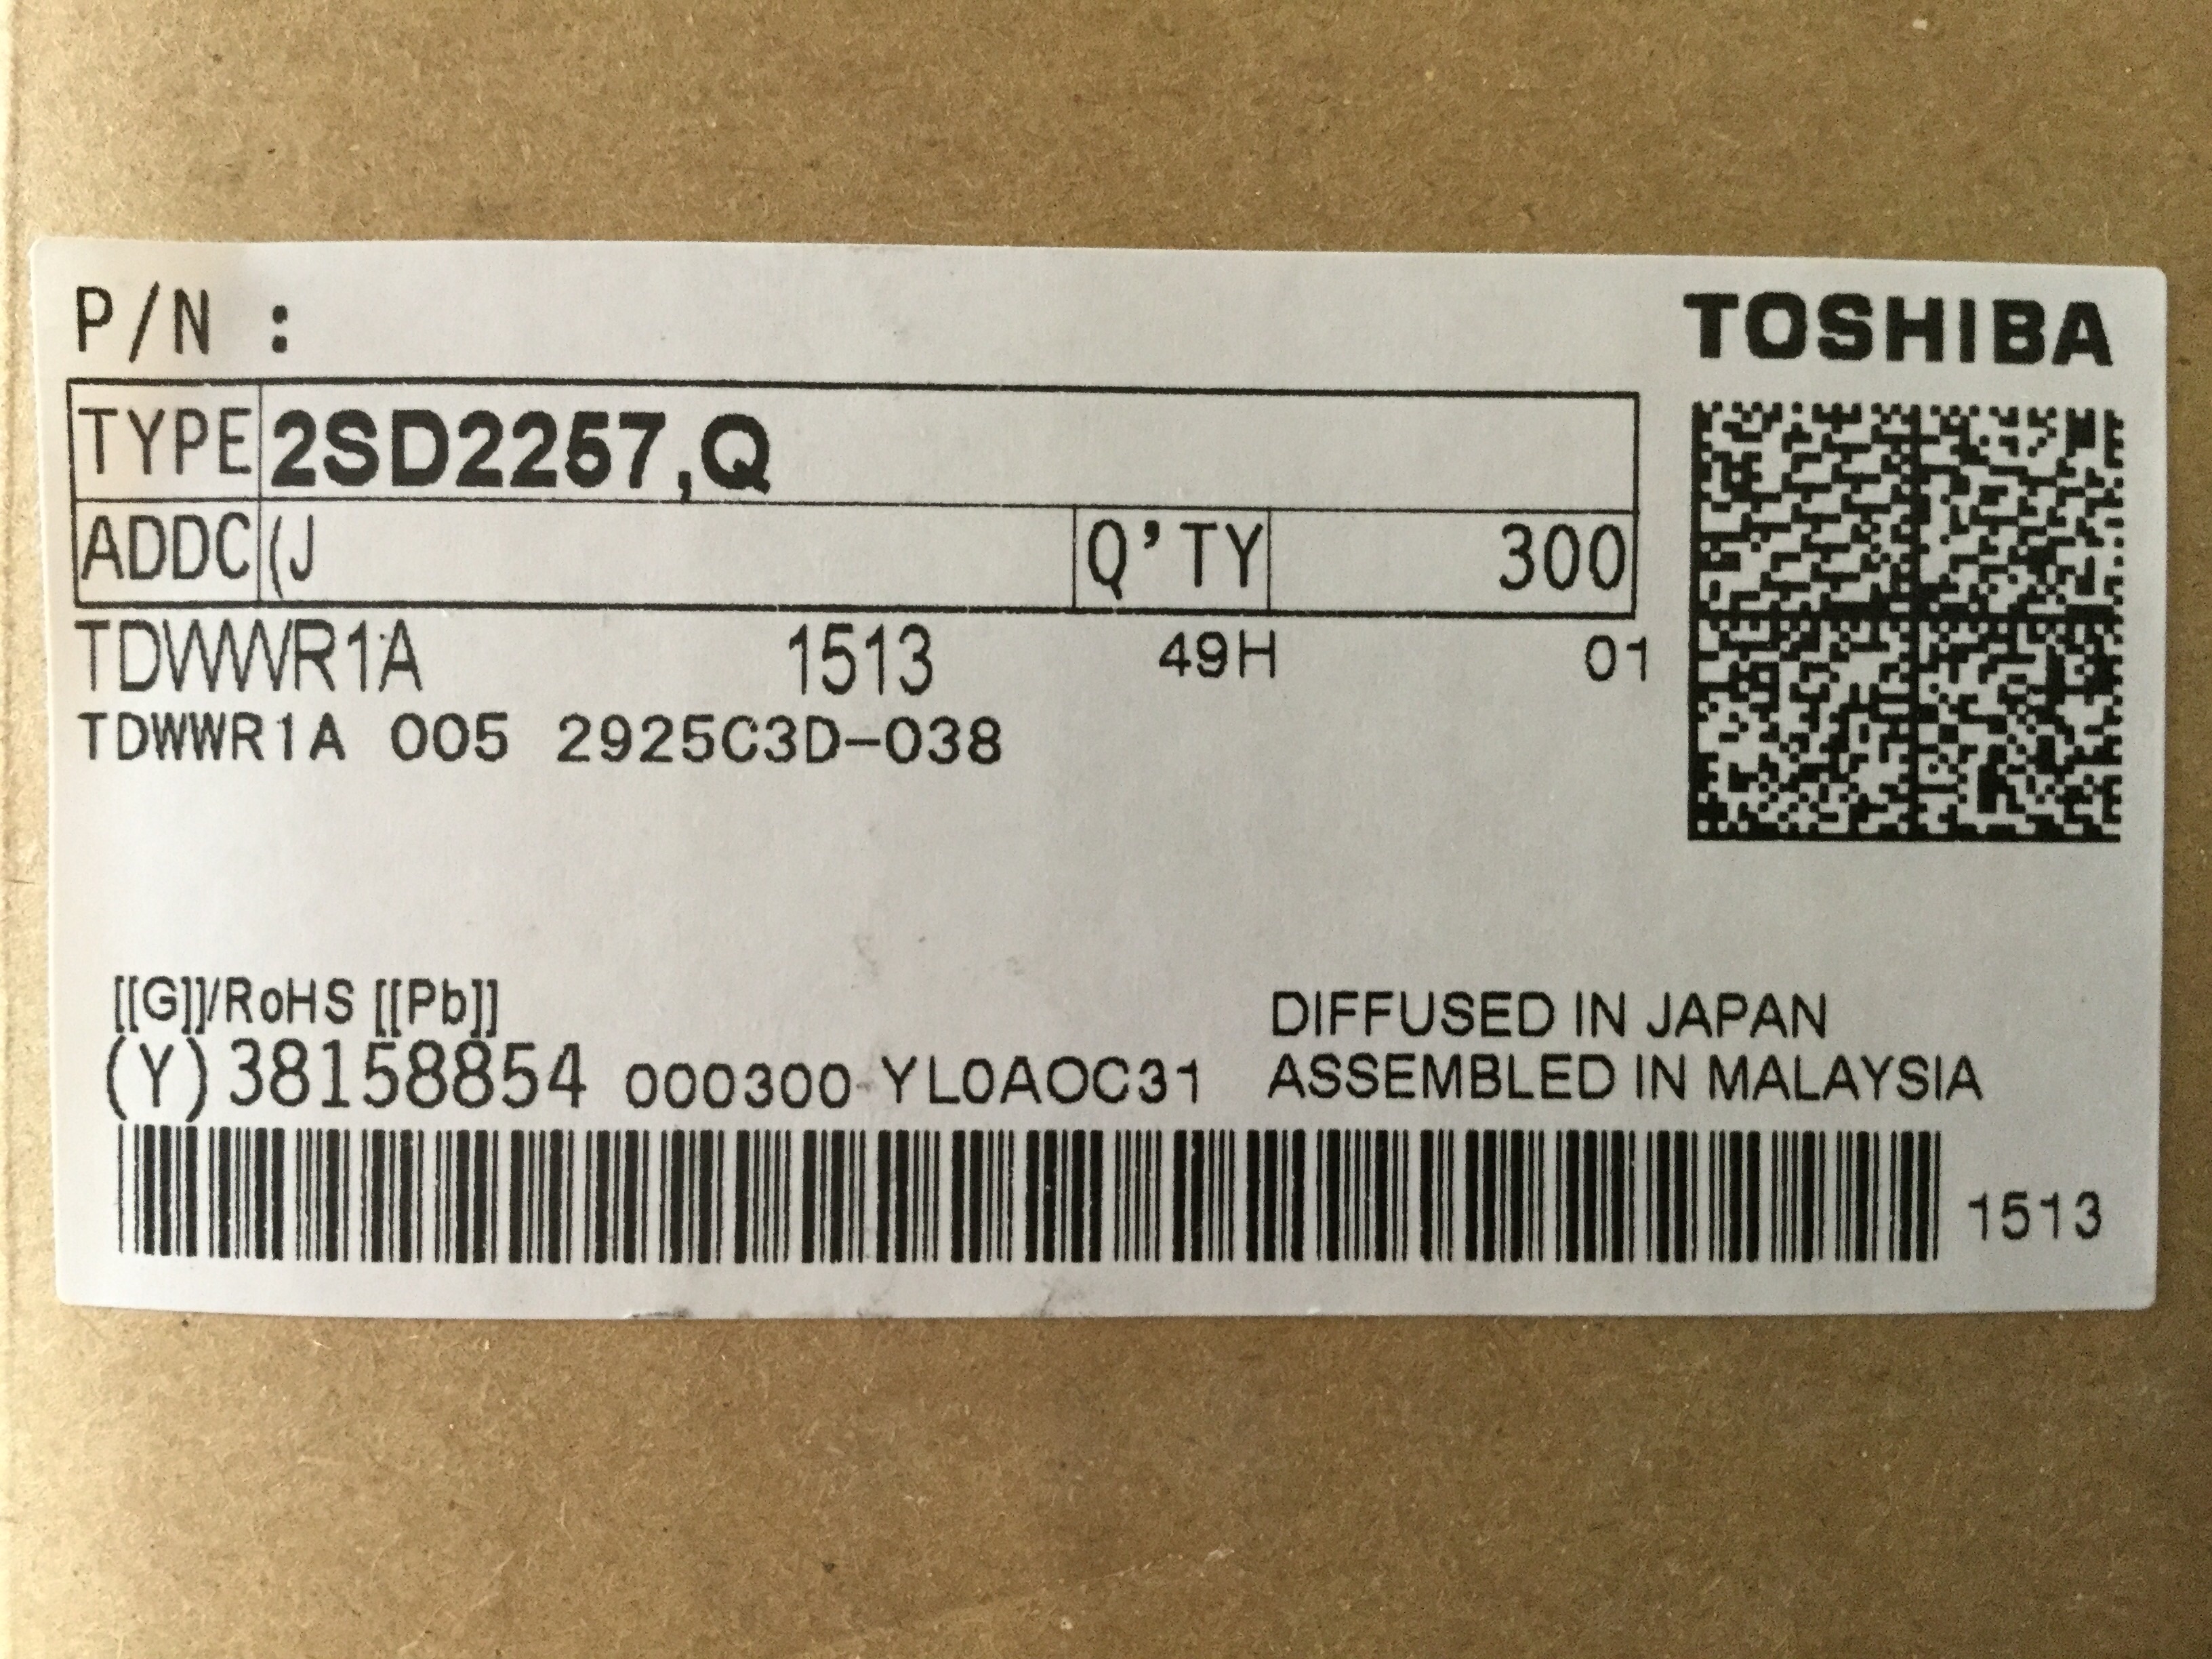 P/N :
TOSHIBA
TYPE 2SD2257,Q
ADDC (J Q'TY 300
TDWWR1A 1513 49H 01
TDWWR1A 005 2925C3D-038
[[G]]/RoHS [[Pb]]
DIFFUSED IN JAPAN
(Y)38158854 000300 YL0AOC31
ASSEMBLED IN MALAYSIA
1513